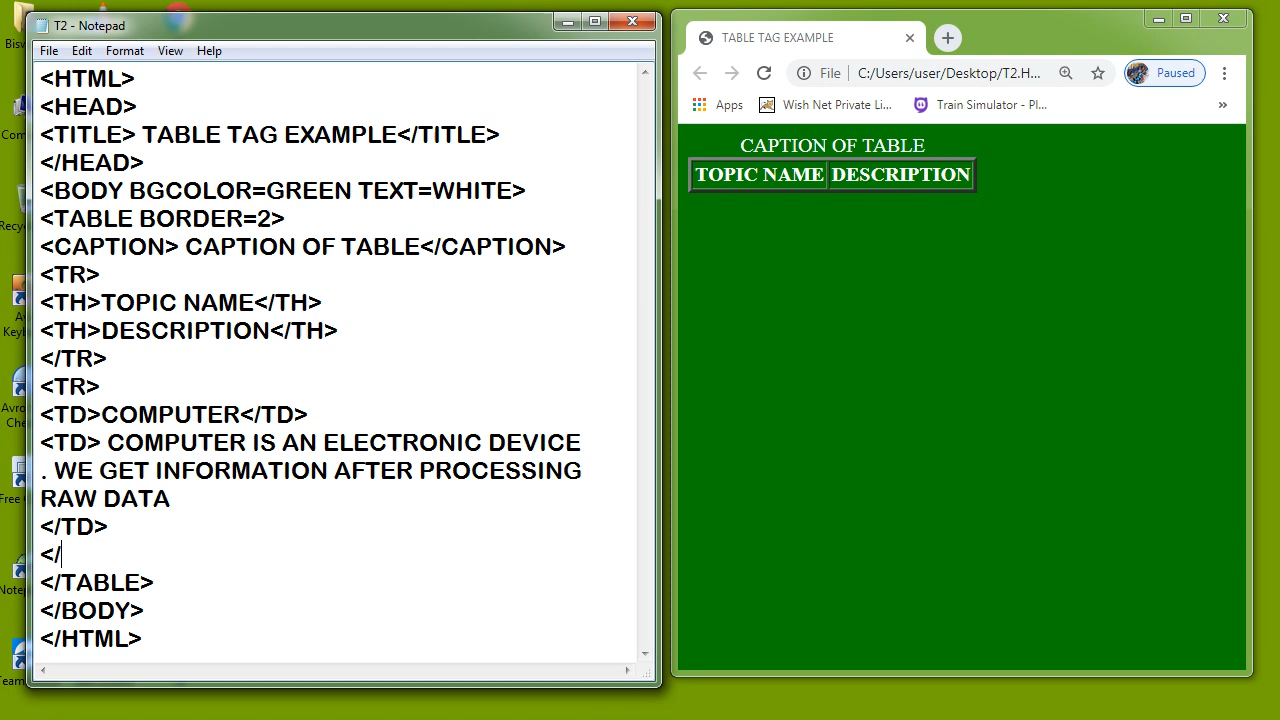 T2 - Notepad
File Edit Format View Help
<HTML>
<HEAD>
<TITLE> TABLE TAG EXAMPLE</TITLE>
</HEAD>
<BODY BGCOLOR=GREEN TEXT=WHITE>
<TABLE BORDER=2>
<CAPTION> CAPTION OF TABLE</CAPTION>
<TR>
<TH>TOPIC NAME</TH>
<TH>DESCRIPTION</TH>
</TR>
<TR>
<TD>COMPUTER</TD>
<TD> COMPUTER IS AN ELECTRONIC DEVICE
. WE GET INFORMATION AFTER PROCESSING
RAW DATA
</TD>
</
</TABLE>
</BODY>
</HTML>
TABLE TAG EXAMPLE
File C:/Users/user/Desktop/T2.H... Paused
Apps Wish Net Private Li... Train Simulator - Pl... »
CAPTION OF TABLE
TOPIC NAME DESCRIPTION